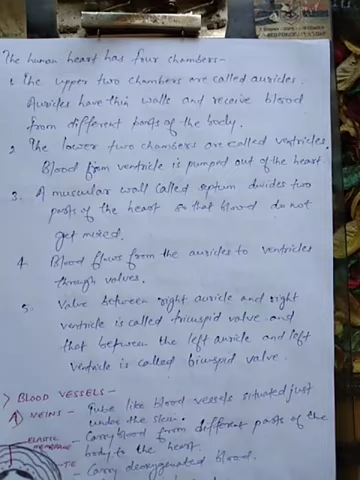 The human heart has four chambers-
1. The upper two chambers are called auricles.
Auricles have thin walls and receive blood
from different parts of the body.
2 The lower two chambers are called ventricles.
Blood from ventricle is pumped out of the heart
3. A muscular wall called septum divides two
parts of the heart so that blood do not
get mixed.
4 Blood flows from the auricles to ventricles
through valves.
5. Valve between right auricle and right
ventricle is called tricuspid valve and
that between the left auricle and left
ventricle is called bicuspid valve.
> BLOOD VESSELS -
A) VEINS - Tube like blood vessels situated just
under the skin.
ELASTIC - Carry blood from different parts of the
MEMBRANE body to the heart.
- Carry deoxygenated blood.